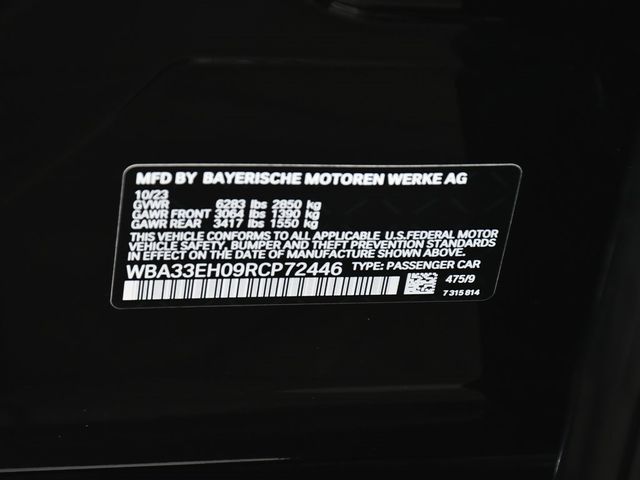 MFD BY BAYERISCHE MOTOREN WERKE AG
10/23
GVWR 6283 lbs 2850 kg
GAWR FRONT 3064 lbs 1390 kg
GAWR REAR 3417 lbs 1550 kg
THIS VEHICLE CONFORMS TO ALL APPLICABLE U.S.FEDERAL MOTOR
VEHICLE SAFETY, BUMPER AND THEFT PREVENTION STANDARDS
IN EFFECT ON THE DATE OF MANUFACTURE SHOWN ABOVE.
WBA33EH09RCP72446 TYPE: PASSENGER CAR
475/9
7 315 814